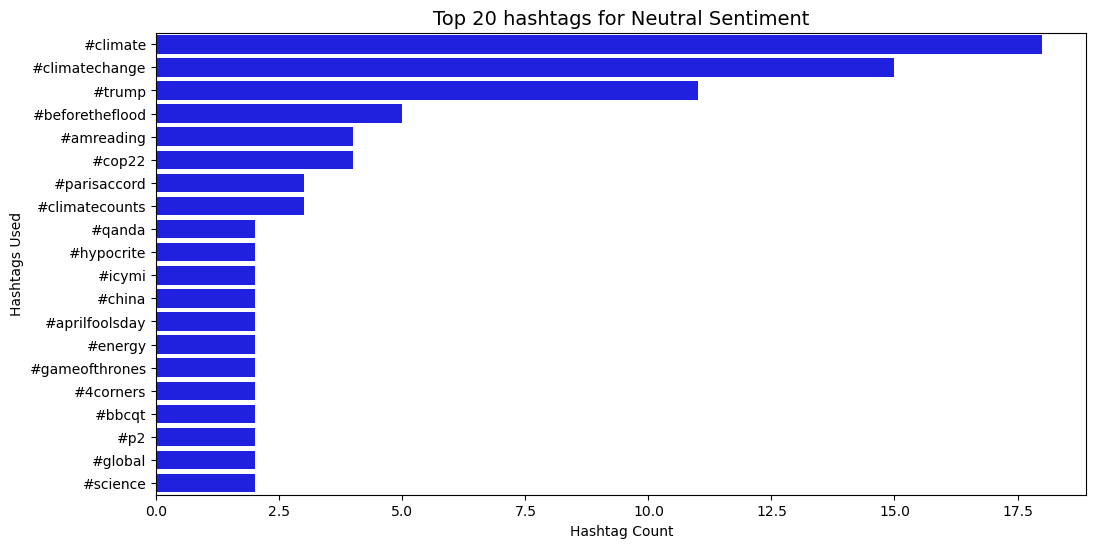 Top 20 hashtags for Neutral Sentiment
Hashtags Used
#climate
#climatechange
#trump
#beforetheflood
#amreading
#cop22
#parisaccord
#climatecounts
#qanda
#hypocrite
#icymi
#china
#aprilfoolsday
#energy
#gameofthrones
#4corners
#bbcqt
#p2
#global
#science
0.0 2.5 5.0 7.5 10.0 12.5 15.0 17.5
Hashtag Count